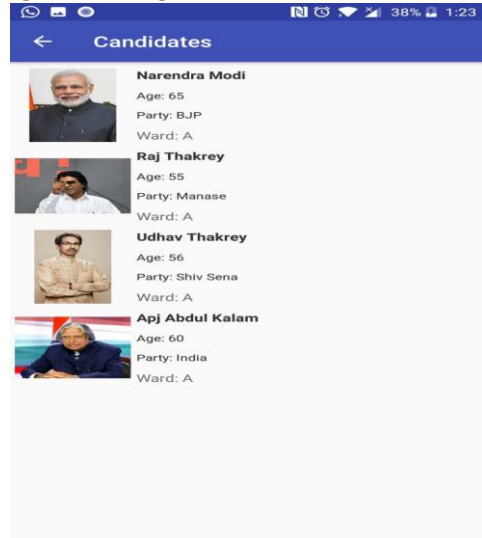 38% 1:23
Candidates
Narendra Modi
Age: 65
Party: BJP
Ward: A
Raj Thakrey
Age: 55
Party: Manase
Ward: A
Udhav Thakrey
Age: 56
Party: Shiv Sena
Ward: A
Apj Abdul Kalam
Age: 60
Party: India
Ward: A